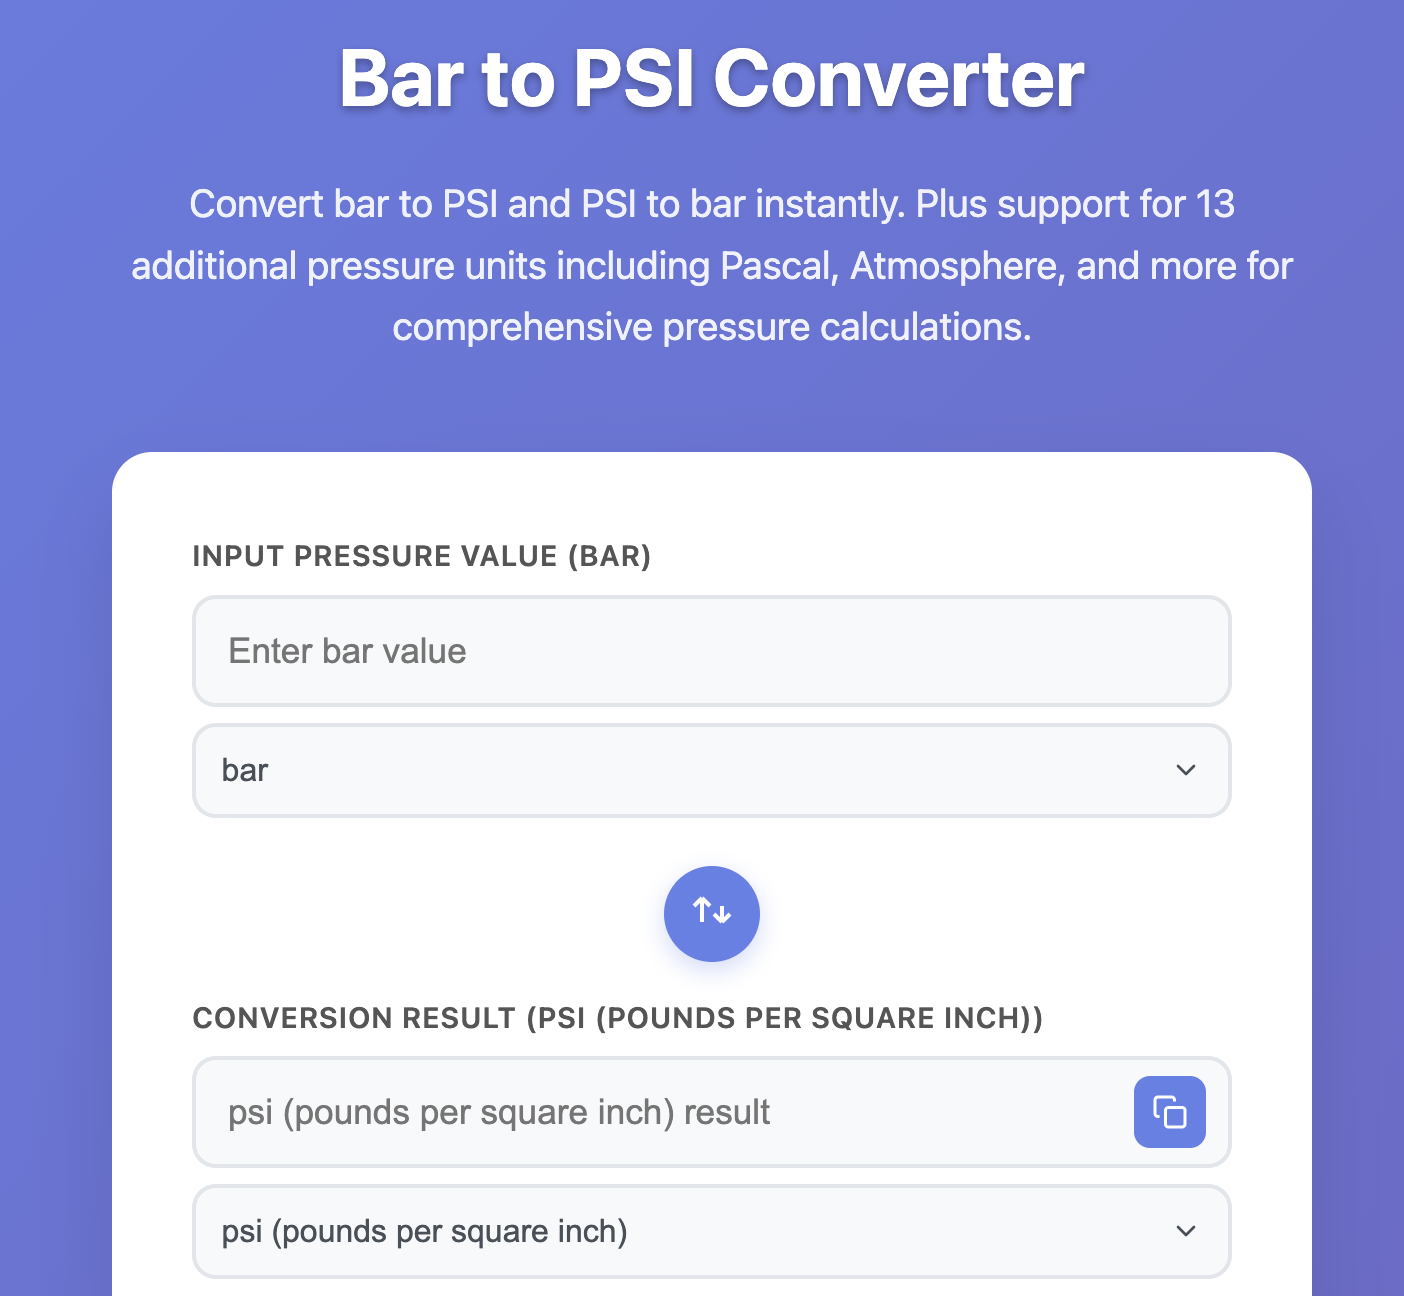 Bar to PSI Converter
Convert bar to PSI and PSI to bar instantly. Plus support for 13
additional pressure units including Pascal, Atmosphere, and more for
comprehensive pressure calculations.
INPUT PRESSURE VALUE (BAR)
Enter bar value
bar
CONVERSION RESULT (PSI (POUNDS PER SQUARE INCH))
psi (pounds per square inch) result
psi (pounds per square inch)